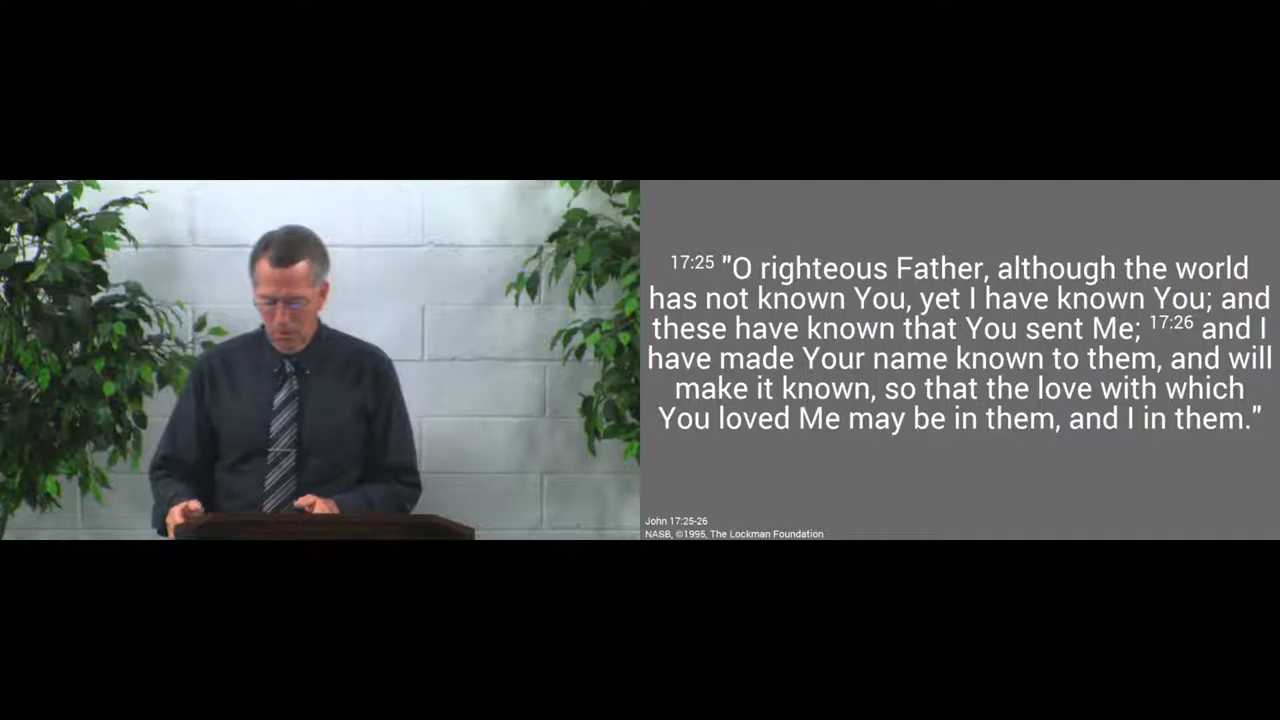 17:25 "O righteous Father, although the world
has not known You, yet I have known You; and
these have known that You sent Me; 17:26 and I
have made Your name known to them, and will
make it known, so that the love with which
You loved Me may be in them, and I in them."
John 17:25-26
NASB, ©1995, The Lockman Foundation